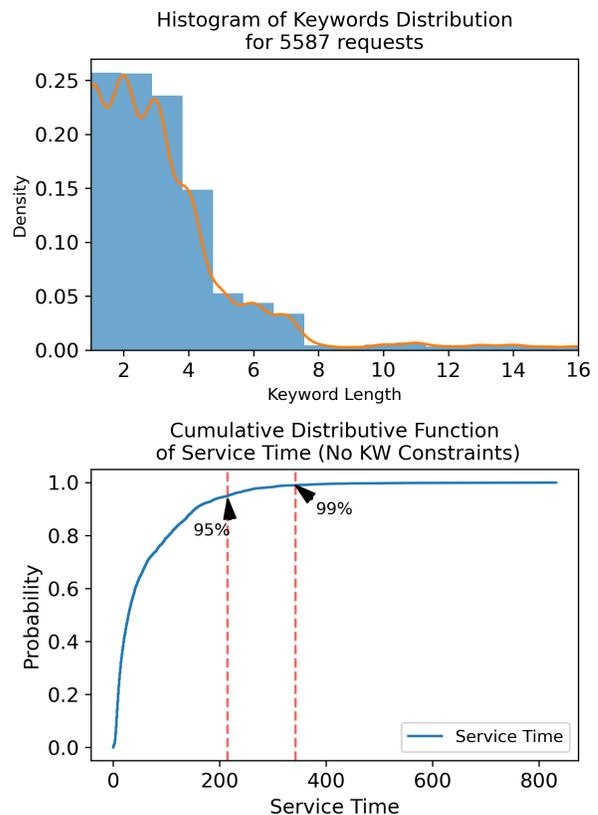 Histogram of Keywords Distribution
for 5587 requests
0.25
0.20
0.15
0.10
0.05
0.00
Density
2 4 6 8 10 12 14 16
Keyword Length
Cumulative Distributive Function
of Service Time (No KW Constraints)
1.0
0.8
0.6
0.4
0.2
0.0
Probability
95%
99%
Service Time
0 200 400 600 800
Service Time